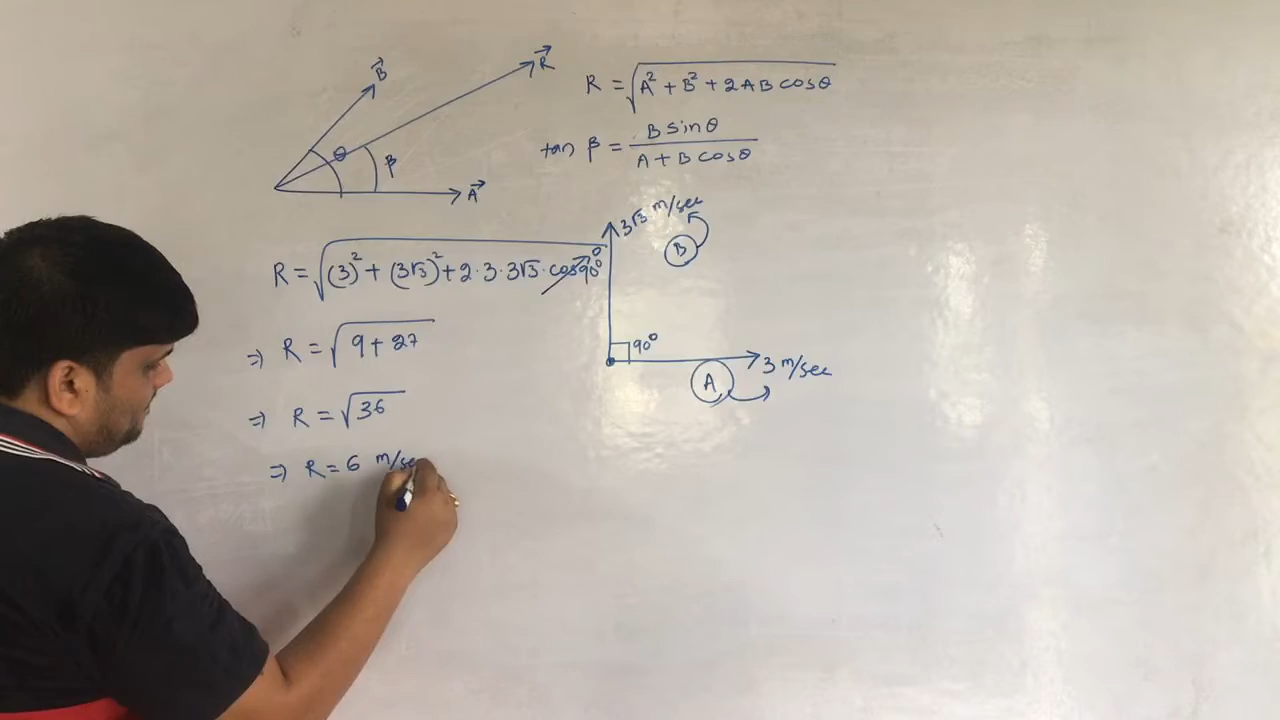 B⃗
R⃗
θ
β
A⃗
R = √(A² + B² + 2AB cosθ)
tan β = B sinθ / A + B cosθ
3√3 m/sec
B
90°
3 m/sec
A
R = √((3)² + (3√3)² + 2·3·3√3·cos90°) 0
⇒ R = √(9 + 27)
⇒ R = √36
⇒ R = 6 m/se